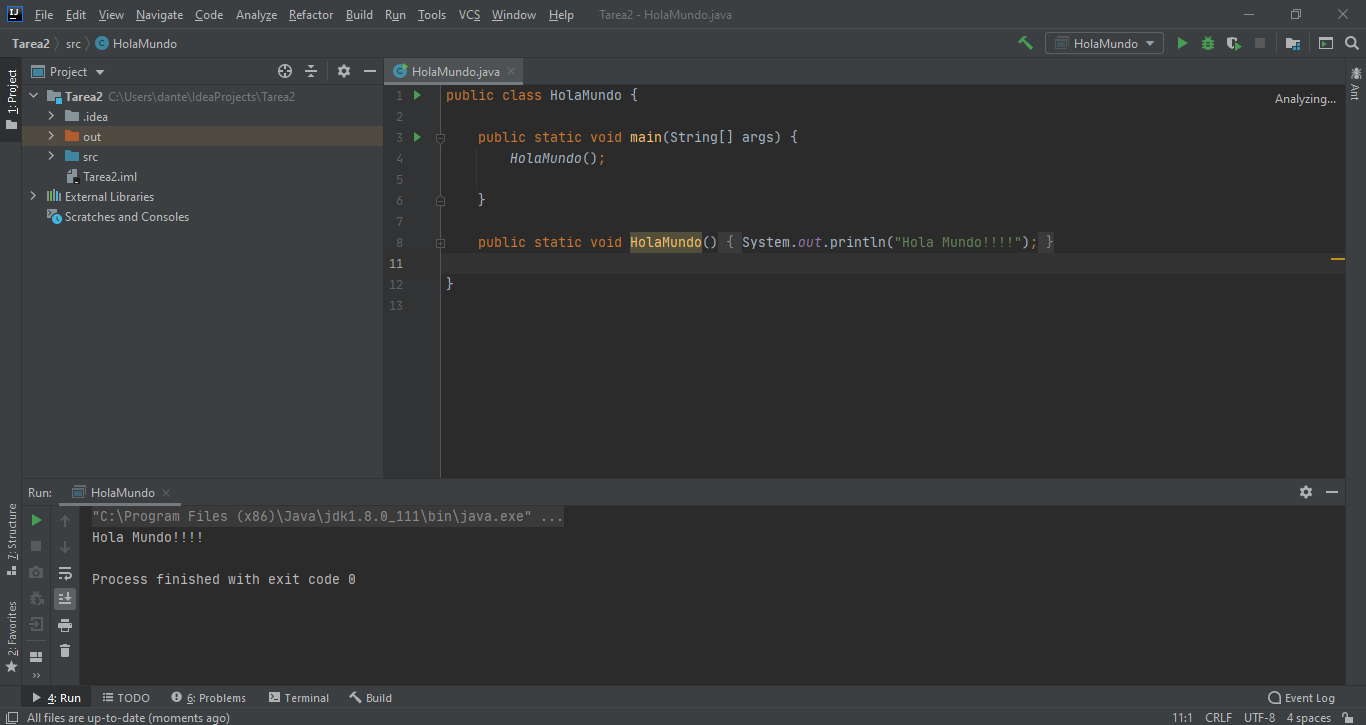 File Edit View Navigate Code Analyze Refactor Build Run Tools VCS Window Help Tarea2 - HolaMundo.java
Tarea2 src HolaMundo HolaMundo
1: Project
Project
Tarea2 C:\Users\dante\IdeaProjects\Tarea2
.idea
out
src
Tarea2.iml
External Libraries
Scratches and Consoles
HolaMundo.java
Analyzing...
Ant
1 public class HolaMundo {
2
3 public static void main(String[] args) {
4 HolaMundo();
5
6 }
7
8 public static void HolaMundo() { System.out.println("Hola Mundo!!!!"); }
11
12 }
13
Run: HolaMundo
7: Structure
2: Favorites
"C:\Program Files (x86)\Java\jdk1.8.0_111\bin\java.exe" ...
Hola Mundo!!!!
Process finished with exit code 0
4: Run TODO 6: Problems Terminal Build Event Log
All files are up-to-date (moments ago) 11:1 CRLF UTF-8 4 spaces